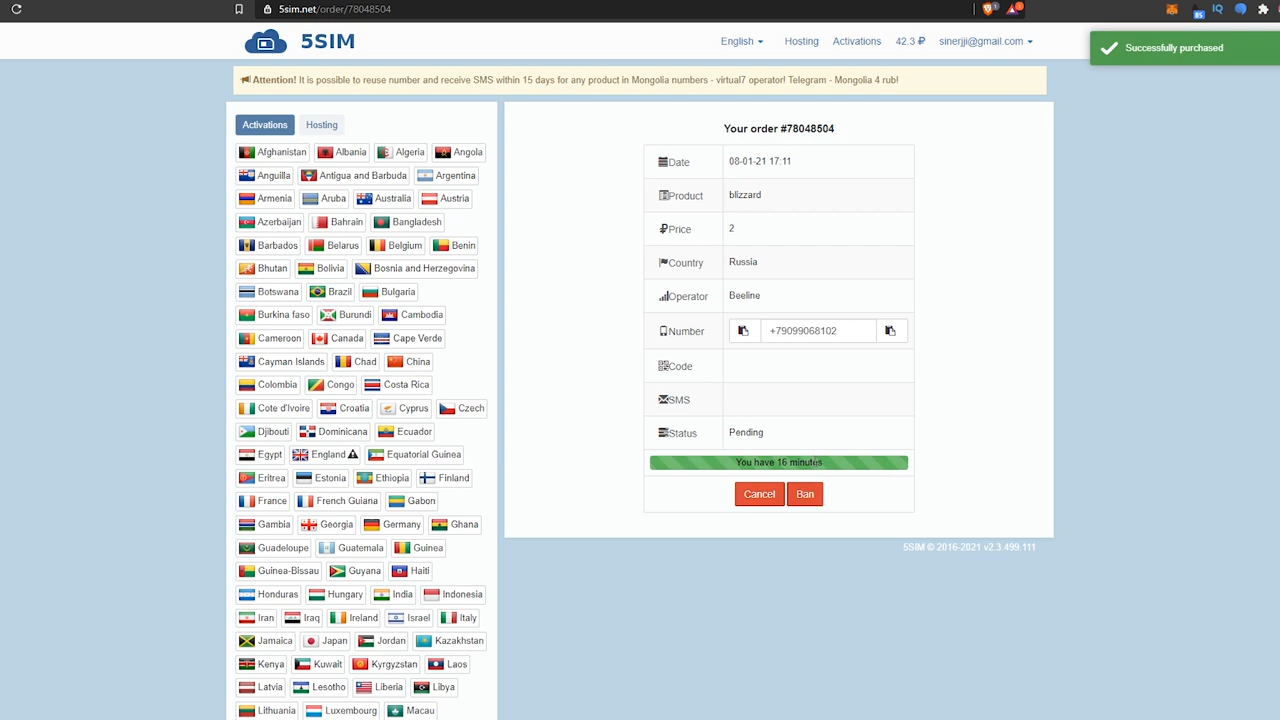 5sim.net/order/78048504
5SIM
English
Hosting
Activations
42.3 ₽
sinerjji@gmail.com
Successfully purchased
Attention! It is possible to reuse number and receive SMS within 15 days for any product in Mongolia numbers - virtual7 operator! Telegram - Mongolia 4 rub!
Activations Hosting
Afghanistan Albania Algeria Angola
Anguilla Antigua and Barbuda Argentina
Armenia Aruba Australia Austria
Azerbaijan Bahrain Bangladesh
Barbados Belarus Belgium Benin
Bhutan Bolivia Bosnia and Herzegovina
Botswana Brazil Bulgaria
Burkina faso Burundi Cambodia
Cameroon Canada Cape Verde
Cayman Islands Chad China
Colombia Congo Costa Rica
Cote d'Ivoire Croatia Cyprus Czech
Djibouti Dominicana Ecuador
Egypt England Equatorial Guinea
Eritrea Estonia Ethiopia Finland
France French Guiana Gabon
Gambia Georgia Germany Ghana
Guadeloupe Guatemala Guinea
Guinea-Bissau Guyana Haiti
Honduras Hungary India Indonesia
Iran Iraq Ireland Israel Italy
Jamaica Japan Jordan Kazakhstan
Kenya Kuwait Kyrgyzstan Laos
Latvia Lesotho Liberia Libya
Lithuania Luxembourg Macau
Your order #78048504
Date 08-01-21 17:11
Product blizzard
Price 2
Country Russia
Operator Beeline
Number +79099068102
Code
SMS
Status Pending
You have 16 minutes
Cancel Ban
5SIM © 2016-2021 v2.3.499.111